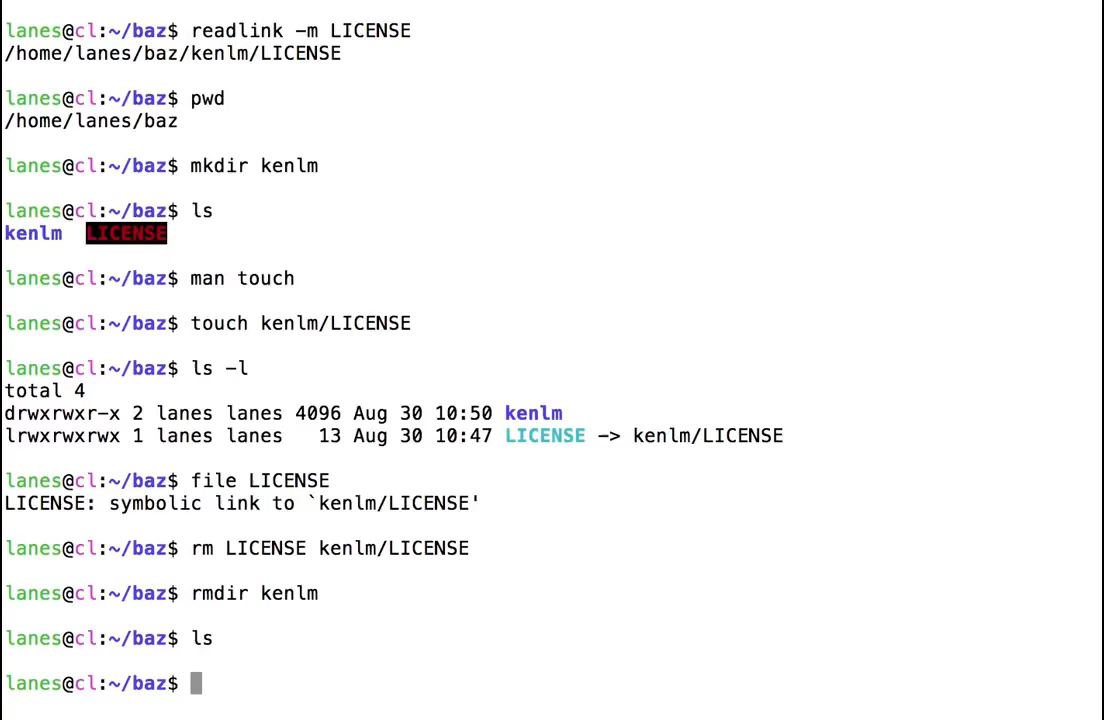 lanes@cl:~/baz$ readlink -m LICENSE
/home/lanes/baz/kenlm/LICENSE
lanes@cl:~/baz$ pwd
/home/lanes/baz
lanes@cl:~/baz$ mkdir kenlm
lanes@cl:~/baz$ ls
kenlm  LICENSE
lanes@cl:~/baz$ man touch
lanes@cl:~/baz$ touch kenlm/LICENSE
lanes@cl:~/baz$ ls -l
total 4
drwxrwxr-x 2 lanes lanes 4096 Aug 30 10:50 kenlm
lrwxrwxrwx 1 lanes lanes   13 Aug 30 10:47 LICENSE -> kenlm/LICENSE
lanes@cl:~/baz$ file LICENSE
LICENSE: symbolic link to `kenlm/LICENSE'
lanes@cl:~/baz$ rm LICENSE kenlm/LICENSE
lanes@cl:~/baz$ rmdir kenlm
lanes@cl:~/baz$ ls
lanes@cl:~/baz$